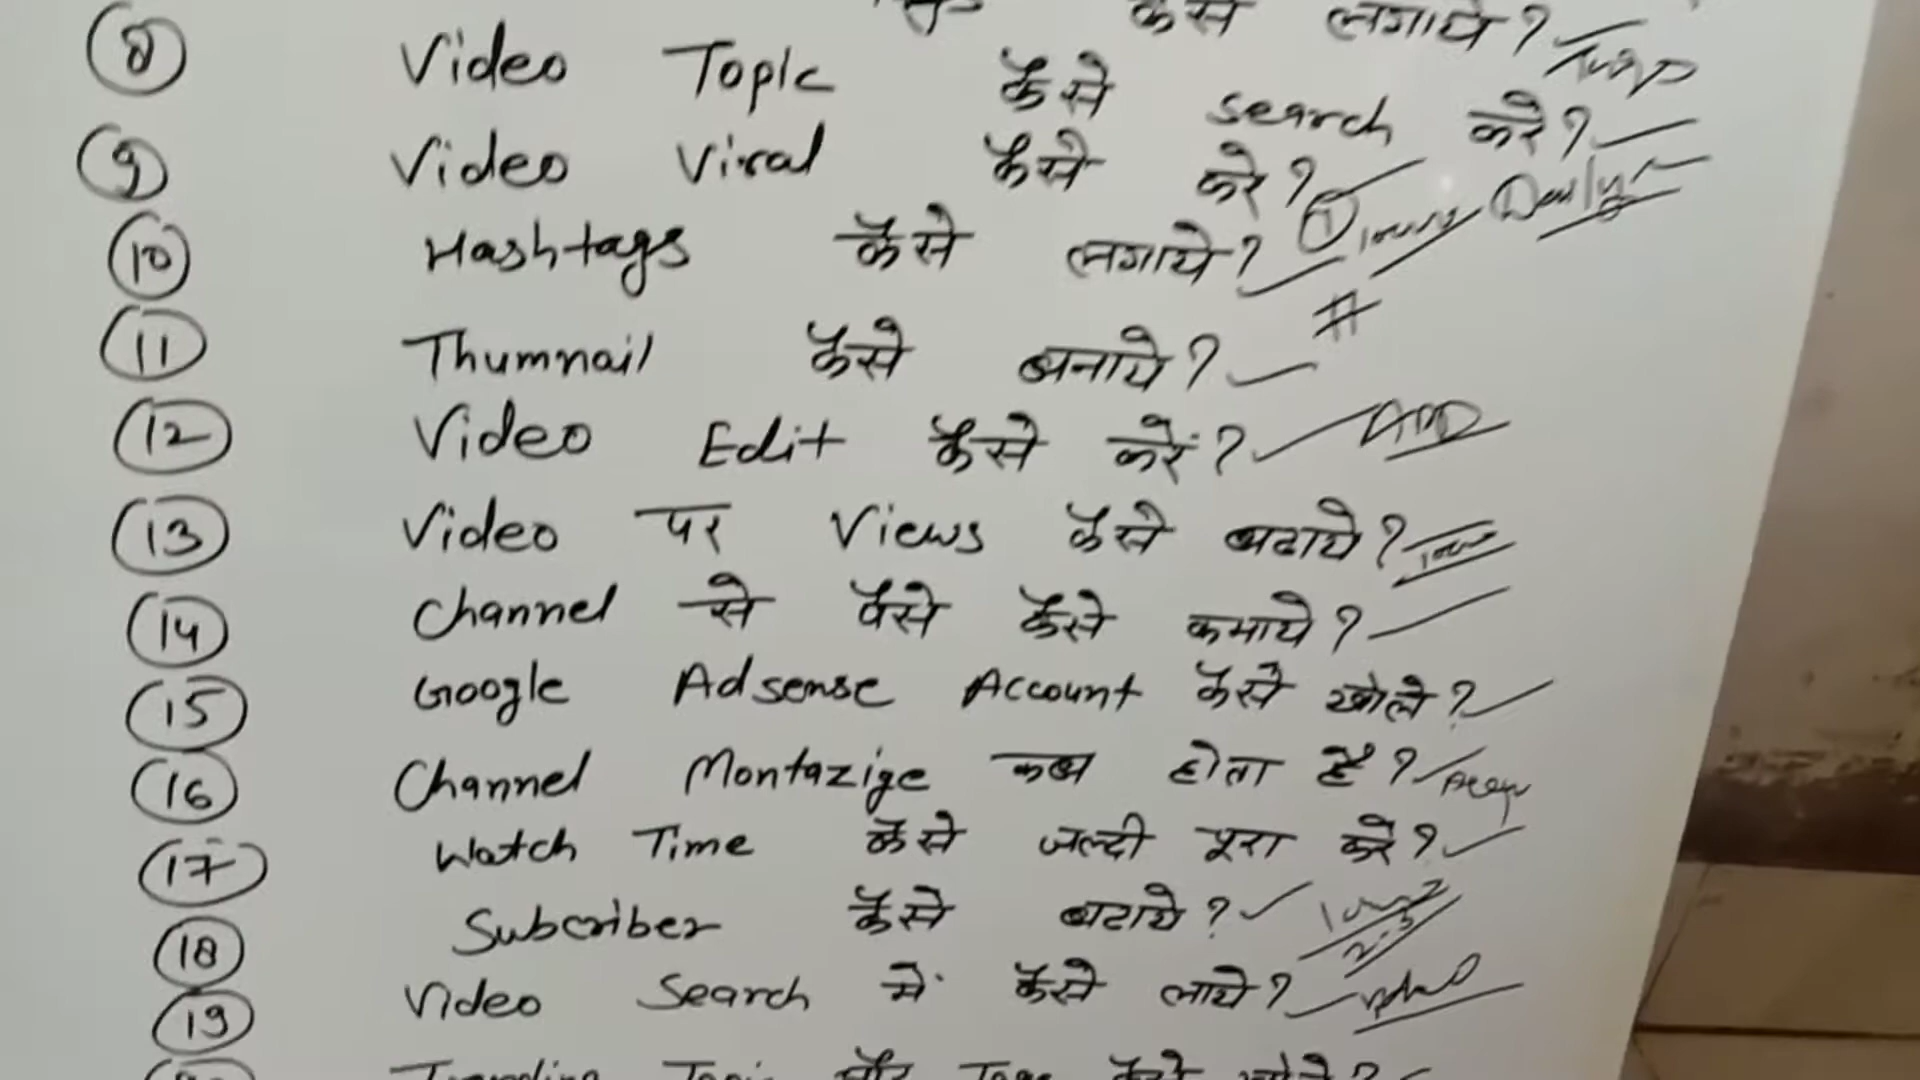 कैसे लगाये?
8 Video Topic कैसे search करे?
9 Video Viral कैसे करे?
10 Hashtags कैसे लगाये? #
11 Thumnail कैसे बनाये?
12 Video Edit कैसे करें?
13 Video पर Views कैसे बढाये?
14 Channel से पैसे कैसे कमाये?
15 Google Adsense Account कैसे खोले?
16 Channel Montazige कब होता है?
17 Watch Time कैसे जल्दी पूरा करे?
18 Subcriber कैसे बढाये?
19 Video Search में कैसे लाये?